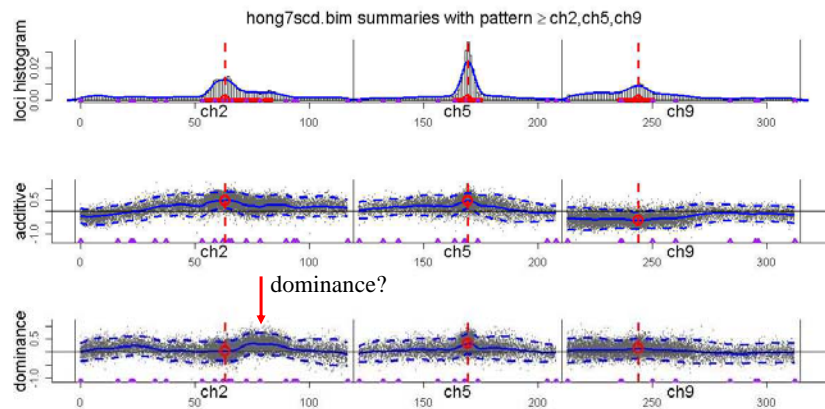 hong7scd.bim summaries with pattern ≥ ch2,ch5,ch9
loci histogram
0.00 0.02
ch2 ch5 ch9
0 50 100 150 200 250 300
additive
-1.0 0.5
ch2 ch5 ch9
0 50 100 150 200 250 300
dominance?
dominance
-1.0 0.5
ch2 ch5 ch9
0 50 100 150 200 250 300